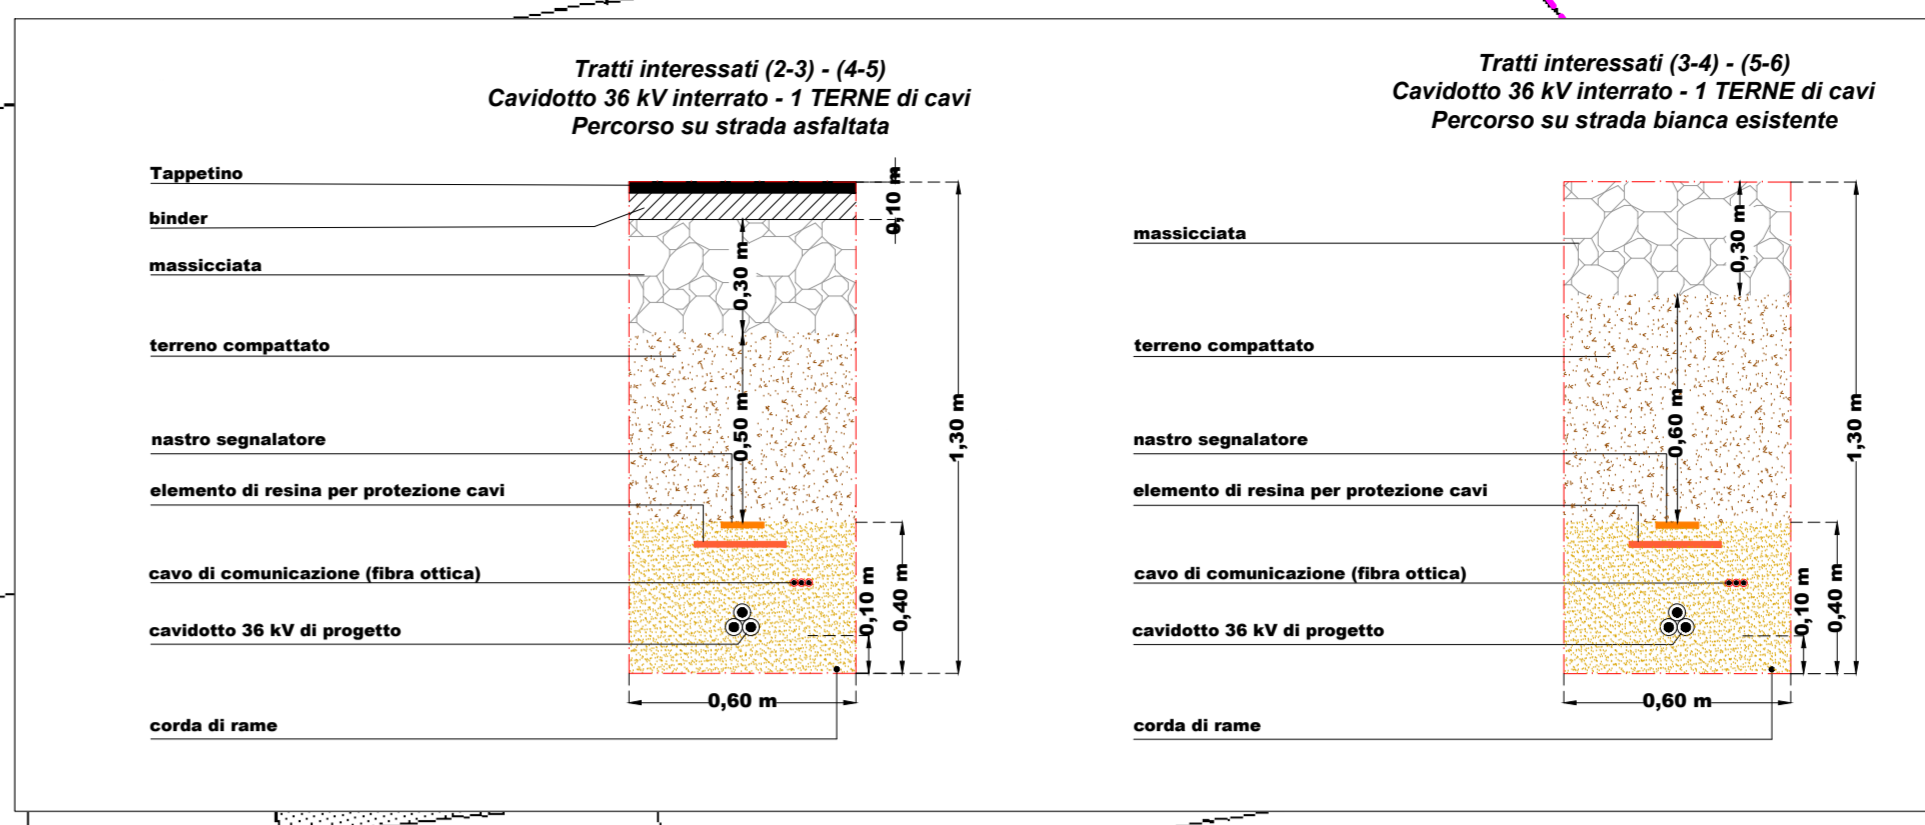 Tratti interessati (2-3) - (4-5)
Cavidotto 36 kV interrato - 1 TERNE di cavi
Percorso su strada asfaltata
Tappetino
binder
massicciata
terreno compattato
nastro segnalatore
elemento di resina per protezione cavi
cavo di comunicazione (fibra ottica)
cavidotto 36 kV di progetto
corda di rame
0,10 m
0,30 m
0,50 m
1,30 m
0,10 m
0,40 m
0,60 m
Tratti interessati (3-4) - (5-6)
Cavidotto 36 kV interrato - 1 TERNE di cavi
Percorso su strada bianca esistente
massicciata
terreno compattato
nastro segnalatore
elemento di resina per protezione cavi
cavo di comunicazione (fibra ottica)
cavidotto 36 kV di progetto
corda di rame
0,30 m
0,60 m
1,30 m
0,10 m
0,40 m
0,60 m